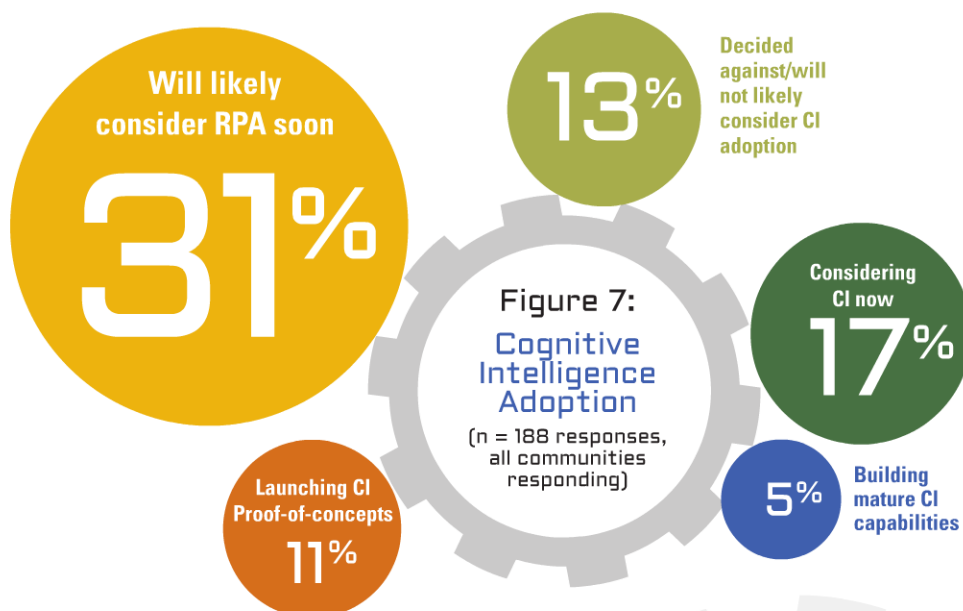 Will likely
consider RPA soon
31%
13%
Decided
against/will
not likely
consider CI
adoption
Considering
CI now
17%
Figure 7:
Cognitive
Intelligence
Adoption
(n = 188 responses,
all communities
responding)
Launching CI
Proof-of-concepts
11%
5%
Building
mature CI
capabilities